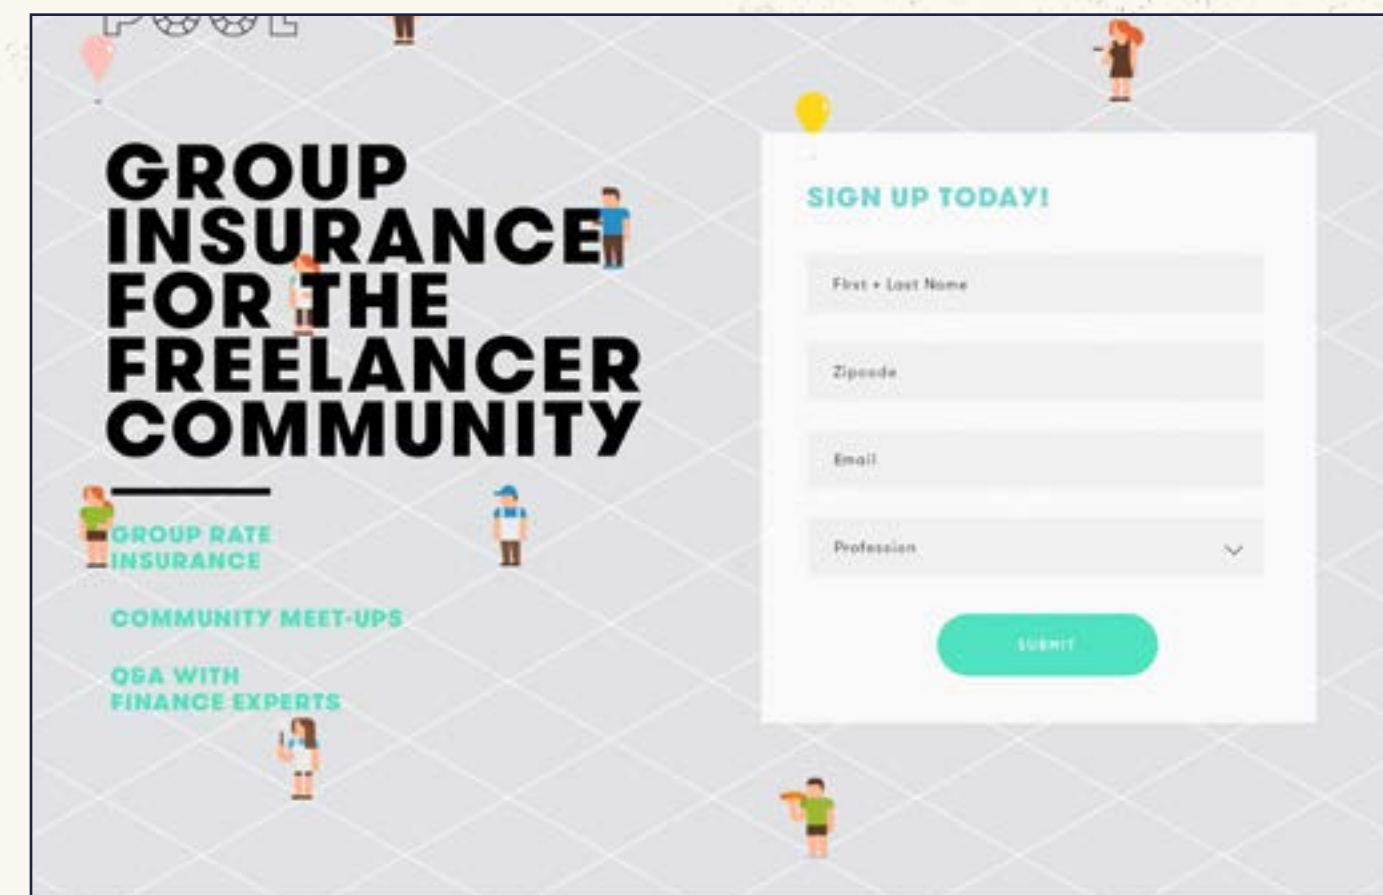 POOL
GROUP
INSURANCE
FOR THE
FREELANCER
COMMUNITY
GROUP RATE
INSURANCE
COMMUNITY MEET-UPS
Q&A WITH
FINANCE EXPERTS
SIGN UP TODAY!
First + Last Name
Zipcode
Email
Profession
SUBMIT